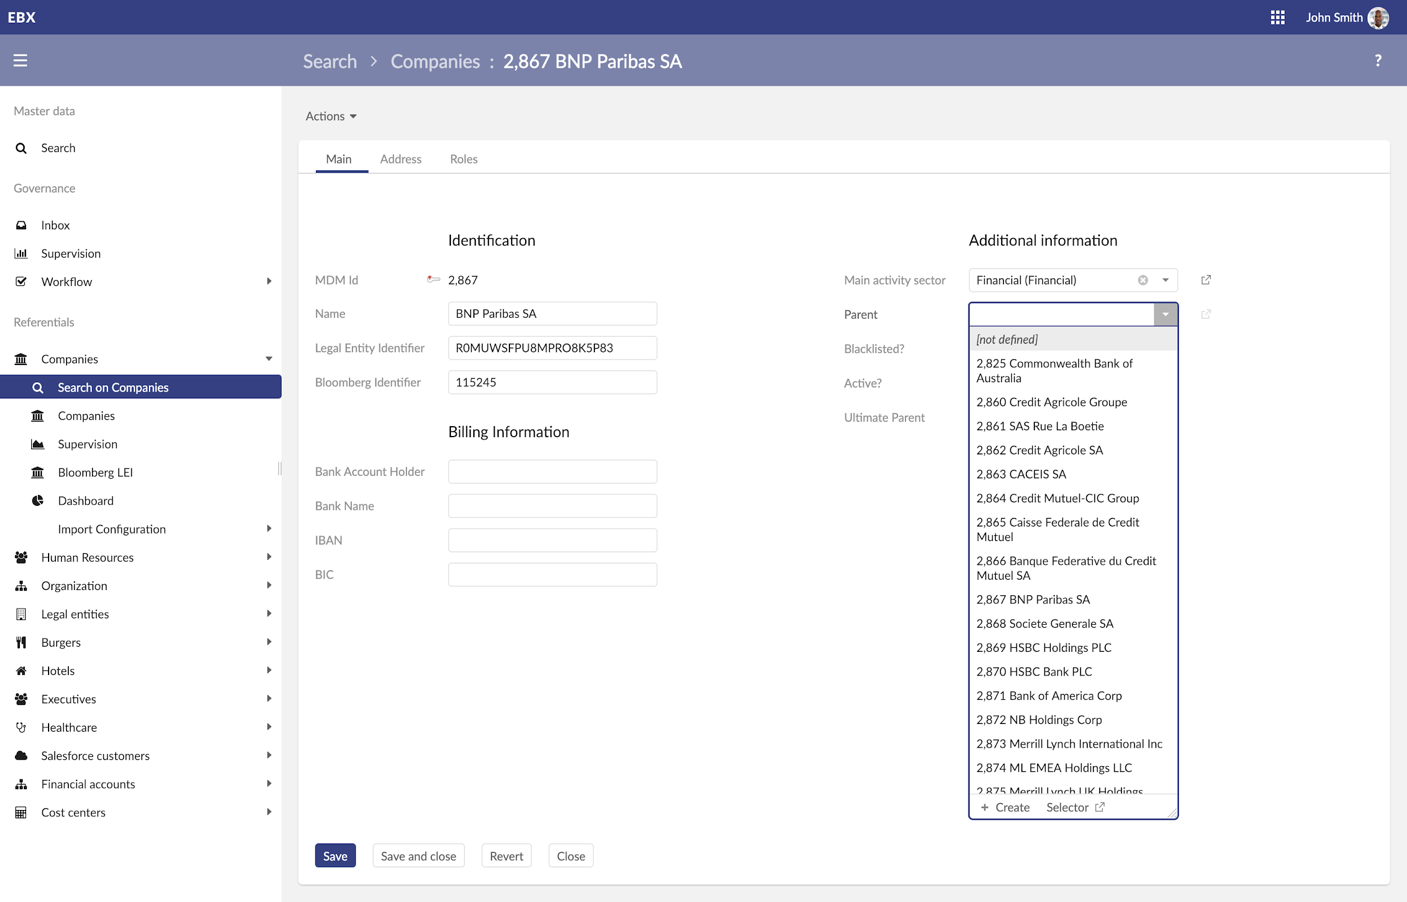 EBX
John Smith
Search > Companies : 2,867 BNP Paribas SA
?
Master data
Search
Governance
Inbox
Supervision
Workflow
Referentials
Companies
Search on Companies
Companies
Supervision
Bloomberg LEI
Dashboard
Import Configuration
Human Resources
Organization
Legal entities
Burgers
Hotels
Executives
Healthcare
Salesforce customers
Financial accounts
Cost centers
Actions
Main Address Roles
Identification
MDM Id 2,867
Name BNP Paribas SA
Legal Entity Identifier R0MUWSFPU8MPRO8K5P83
Bloomberg Identifier 115245
Billing Information
Bank Account Holder
Bank Name
IBAN
BIC
Additional information
Main activity sector Financial (Financial)
Parent
Blacklisted?
Active?
Ultimate Parent
[not defined]
2,825 Commonwealth Bank of
Australia
2,860 Credit Agricole Groupe
2,861 SAS Rue La Boetie
2,862 Credit Agricole SA
2,863 CACEIS SA
2,864 Credit Mutuel-CIC Group
2,865 Caisse Federale de Credit
Mutuel
2,866 Banque Federative du Credit
Mutuel SA
2,867 BNP Paribas SA
2,868 Societe Generale SA
2,869 HSBC Holdings PLC
2,870 HSBC Bank PLC
2,871 Bank of America Corp
2,872 NB Holdings Corp
2,873 Merrill Lynch International Inc
2,874 ML EMEA Holdings LLC
2,875 Merrill Lynch UK Holdings
+ Create Selector
Save Save and close Revert Close